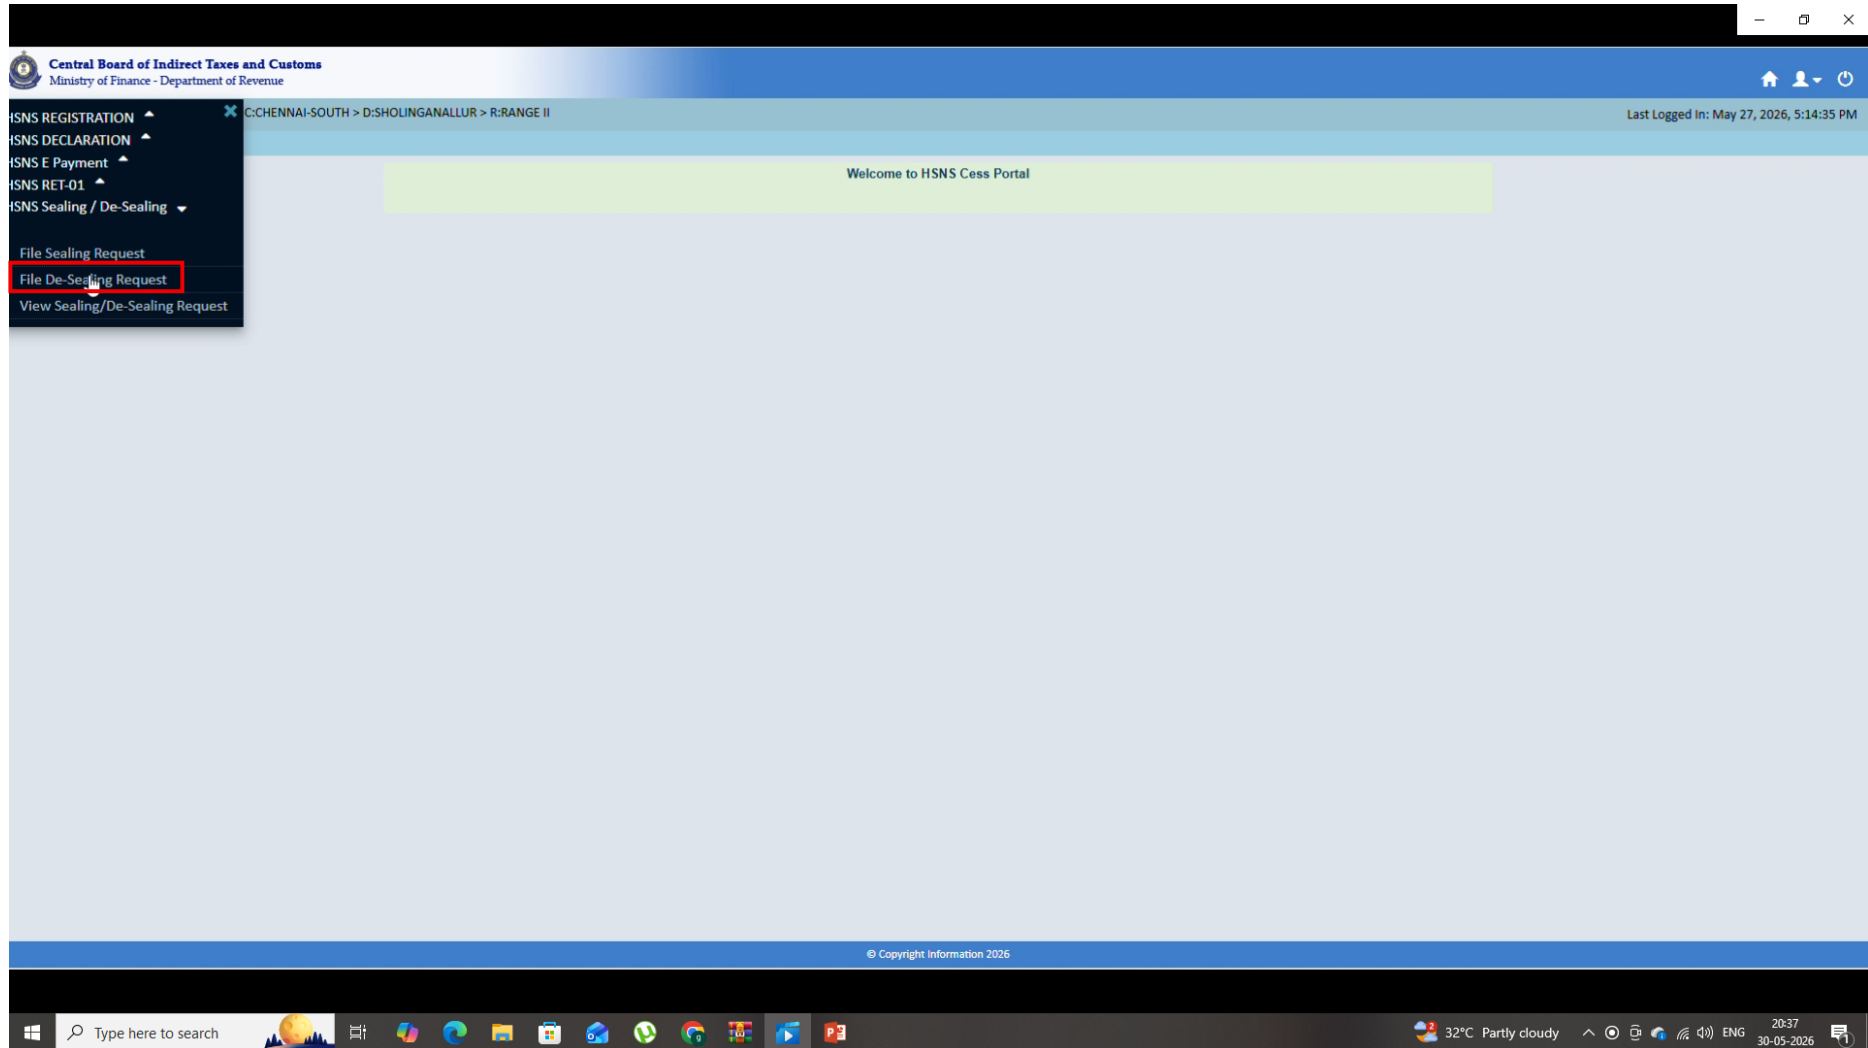 Central Board of Indirect Taxes and Customs
Ministry of Finance - Department of Revenue
HSNS REGISTRATION
C:CHENNAI-SOUTH > D:SHOLINGANALLUR > R:RANGE II
Last Logged In: May 27, 2026, 5:14:35 PM
HSNS DECLARATION
HSNS E Payment
HSNS RET-01
HSNS Sealing / De-Sealing
Welcome to HSNS Cess Portal
File Sealing Request
File De-Sealing Request
View Sealing/De-Sealing Request
© Copyright Information 2026
Type here to search
32°C Partly cloudy
ENG
20:37
30-05-2026